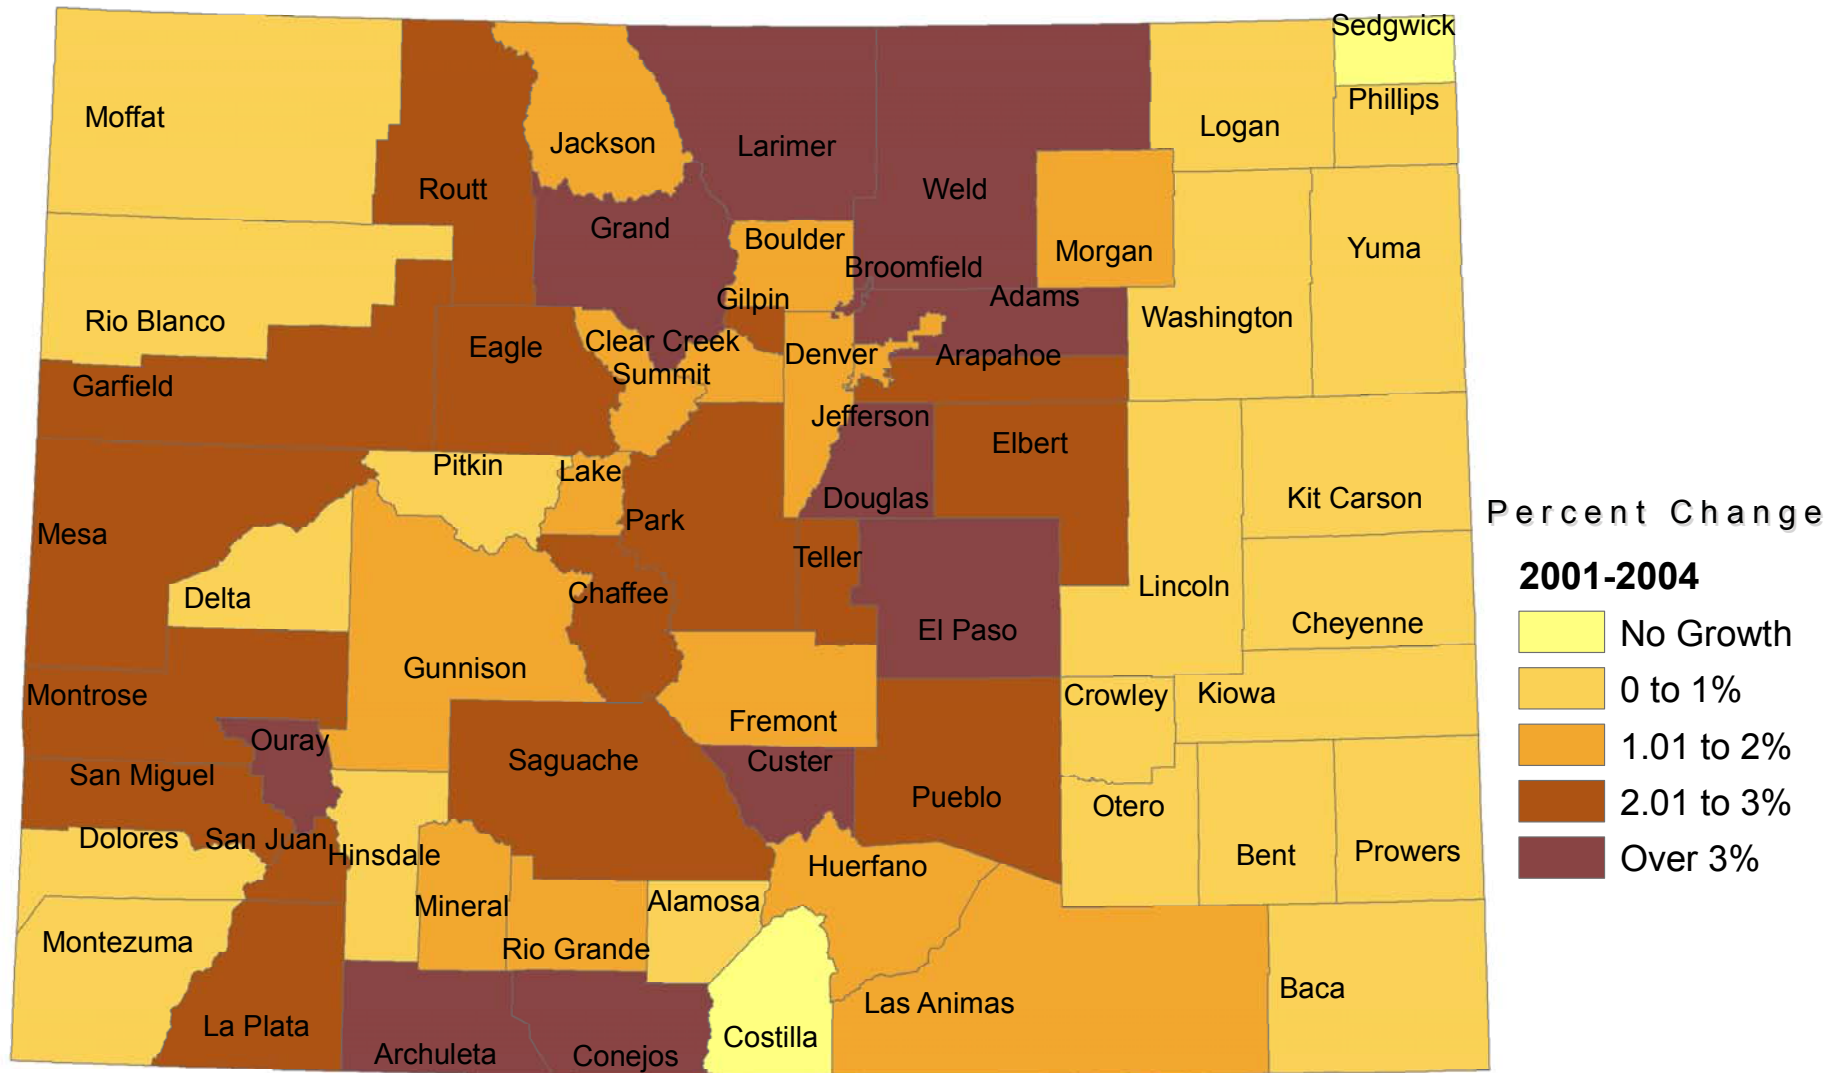 Sedgwick
Phillips
Moffat
Logan
Jackson
Larimer
Routt
Weld
Grand
Boulder
Morgan
Yuma
Broomfield
Gilpin
Adams
Rio Blanco
Washington
Eagle
Clear Creek
Denver
Arapahoe
Summit
Garfield
Jefferson
Elbert
Pitkin
Lake
Douglas
Kit Carson
Park
Mesa
Teller
Lincoln
Delta
Chaffee
Cheyenne
El Paso
Gunnison
Montrose
Crowley
Kiowa
Fremont
Ouray
Saguache
Custer
San Miguel
Pueblo
Otero
Dolores
San Juan
Hinsdale
Bent
Prowers
Huerfano
Mineral
Alamosa
Montezuma
Rio Grande
Baca
Las Animas
La Plata
Costilla
Archuleta
Conejos
Percent Change
2001-2004
No Growth
0 to 1%
1.01 to 2%
2.01 to 3%
Over 3%